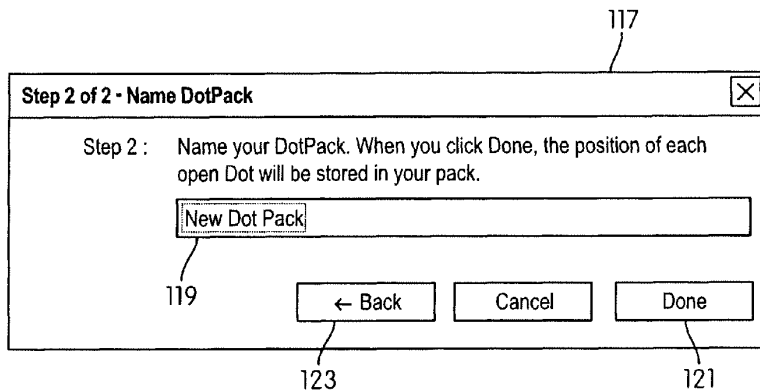 117
Step 2 of 2 - Name DotPack
Step 2 : Name your DotPack. When you click Done, the position of each
open Dot will be stored in your pack.
New Dot Pack
119
← Back Cancel Done
123 121